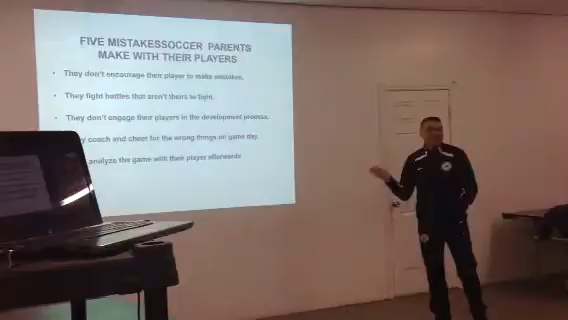 FIVE MISTAKESSOCCER PARENTS
MAKE WITH THEIR PLAYERS
• They don't encourage their player to make mistakes.
• They fight battles that aren't theirs to fight.
• They don't engage their players in the development process.
coach and cheer for the wrong things on game day.
analyze the game with their player afterwards